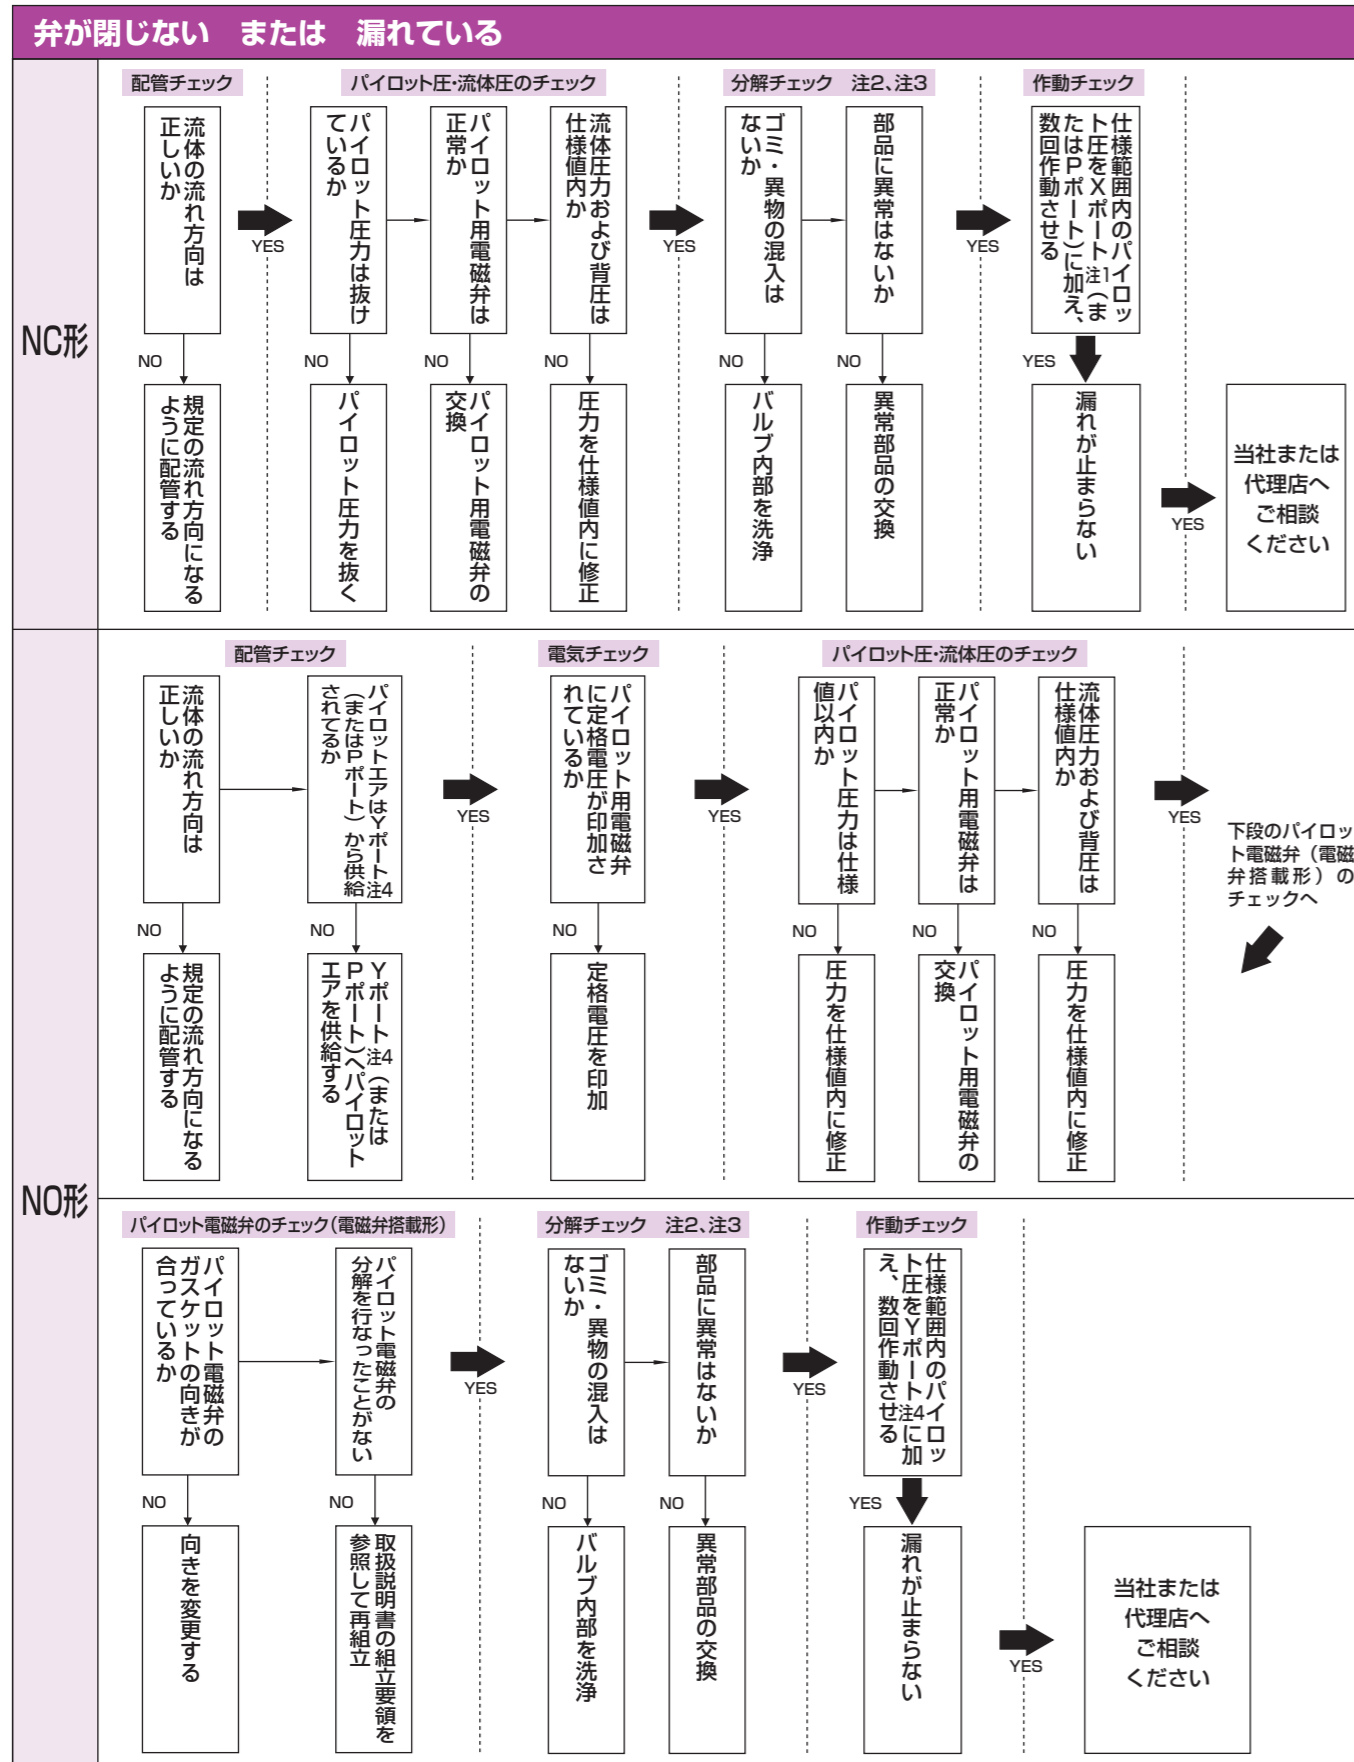 弁が閉じない　または　漏れている
NC形
配管チェック
流体の流れ方向は
正しいか
YES
NO
規定の流れ方向になる
ように配管する
パイロット圧・流体圧のチェック
パイロット圧力は抜け
ているか
NO
パイロット圧力を抜く
パイロット用電磁弁は
正常か
NO
パイロット用電磁弁の
交換
流体圧力および背圧は
仕様値内か
NO
圧力を仕様値内に修正
YES
分解チェック　注2、注3
ゴミ・異物の混入は
ないか
NO
バルブ内部を洗浄
部品に異常はないか
NO
異常部品の交換
YES
作動チェック
仕様範囲内のパイロッ
ト圧をXポート注1(ま
たはPポート)に加え、
数回作動させる
YES
漏れが止まらない
YES
当社または
代理店へ
ご相談
ください
NO形
配管チェック
流体の流れ方向は
正しいか
NO
規定の流れ方向になる
ように配管する
パイロットエアはYポート注4
(またはPポート)から供給
されてるか
NO
Yポート注4(または
Pポート)へパイロット
エアを供給する
YES
電気チェック
パイロット用電磁弁
に定格電圧が印加さ
れているか
NO
定格電圧を印加
YES
パイロット圧・流体圧のチェック
パイロット圧力は仕様
値以内か
NO
圧力を仕様値内に修正
パイロット用電磁弁は
正常か
NO
パイロット用電磁弁の
交換
流体圧力および背圧は
仕様値内か
NO
圧力を仕様値内に修正
YES
下段のパイロッ
ト電磁弁（電磁
弁搭載形）の
チェックへ
パイロット電磁弁のチェック(電磁弁搭載形)
パイロット電磁弁の
ガスケットの向きが
合っているか
NO
向きを変更する
パイロット電磁弁の
分解を行なったことがない
NO
取扱説明書の組立要領を
参照して再組立
YES
分解チェック　注2、注3
ゴミ・異物の混入は
ないか
NO
バルブ内部を洗浄
部品に異常はないか
NO
異常部品の交換
YES
作動チェック
仕様範囲内のパイロッ
ト圧をYポート注4に加
え、数回作動させる
YES
漏れが止まらない
YES
当社または
代理店へ
ご相談
ください